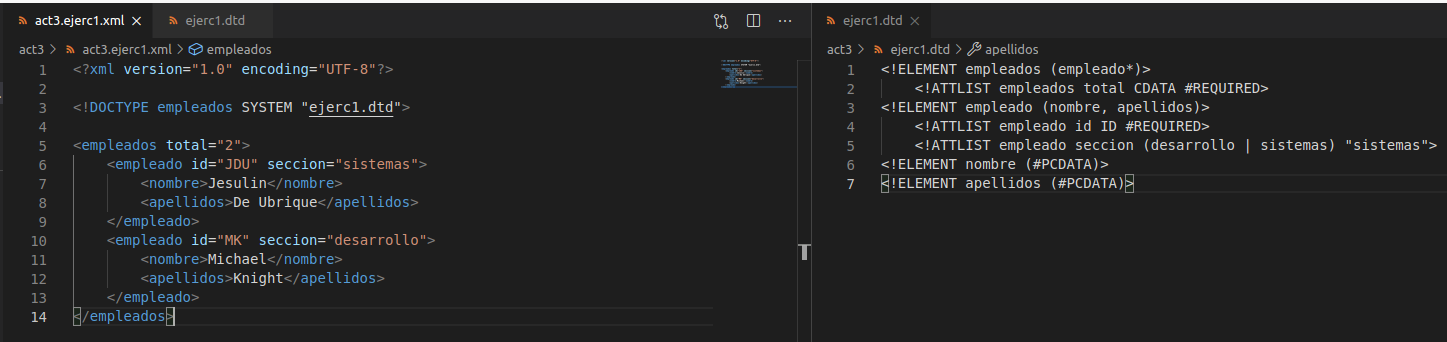 act3.ejerc1.xml
ejerc1.dtd
act3 > act3.ejerc1.xml > empleados
1 <?xml version="1.0" encoding="UTF-8"?>
2
3 <!DOCTYPE empleados SYSTEM "ejerc1.dtd">
4
5 <empleados total="2">
6     <empleado id="JDU" seccion="sistemas">
7         <nombre>Jesulin</nombre>
8         <apellidos>De Ubrique</apellidos>
9     </empleado>
10     <empleado id="MK" seccion="desarrollo">
11         <nombre>Michael</nombre>
12         <apellidos>Knight</apellidos>
13     </empleado>
14 </empleados>
ejerc1.dtd
act3 > ejerc1.dtd > apellidos
1 <!ELEMENT empleados (empleado*)>
2     <!ATTLIST empleados total CDATA #REQUIRED>
3 <!ELEMENT empleado (nombre, apellidos)>
4     <!ATTLIST empleado id ID #REQUIRED>
5     <!ATTLIST empleado seccion (desarrollo | sistemas) "sistemas">
6 <!ELEMENT nombre (#PCDATA)>
7 <!ELEMENT apellidos (#PCDATA)>